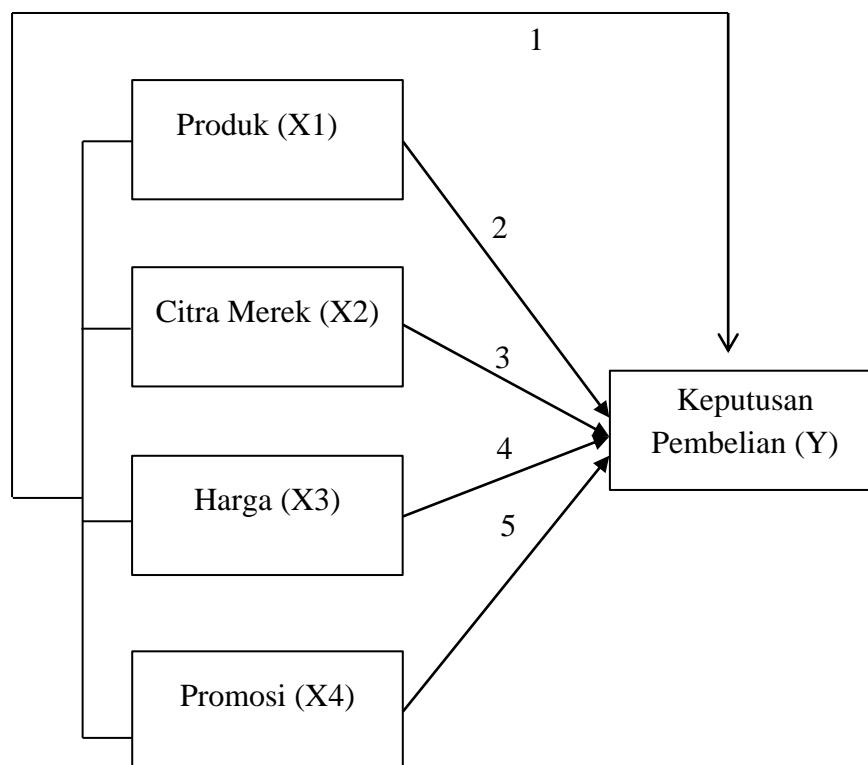 1
Produk (X1)
2
Citra Merek (X2)
3
Keputusan
Pembelian (Y)
4
Harga (X3)
5
Promosi (X4)